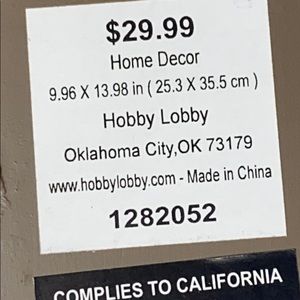 $29.99
Home Decor
9.96 X 13.98 in ( 25.3 X 35.5 cm )
Hobby Lobby
Oklahoma City,OK 73179
www.hobbylobby.com - Made in China
1282052
COMPLIES TO CALIFORNIA